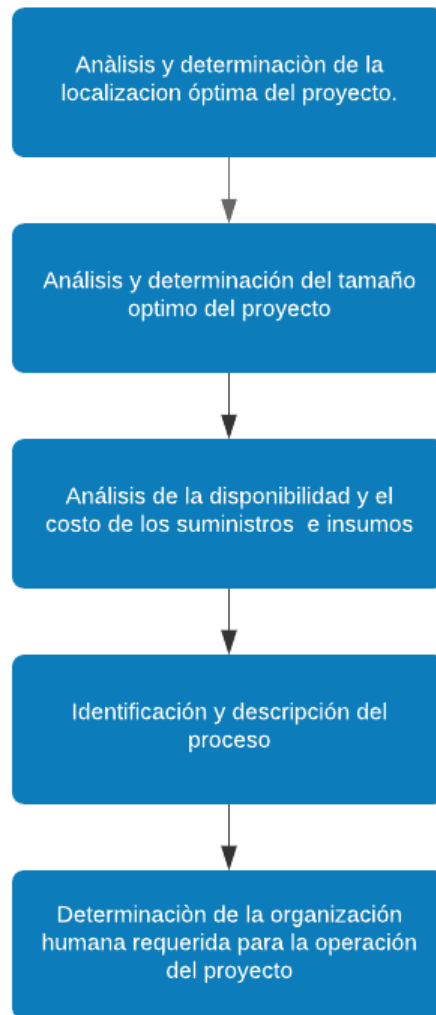 Anàlisis y determinaciòn de la
localizacion óptima del proyecto.
Análisis y determinación del tamaño
optimo del proyecto
Análisis de la disponibilidad y el
costo de los suministros e insumos
Identificación y descripción del
proceso
Determinaciòn de la organización
humana requerida para la operación
del proyecto